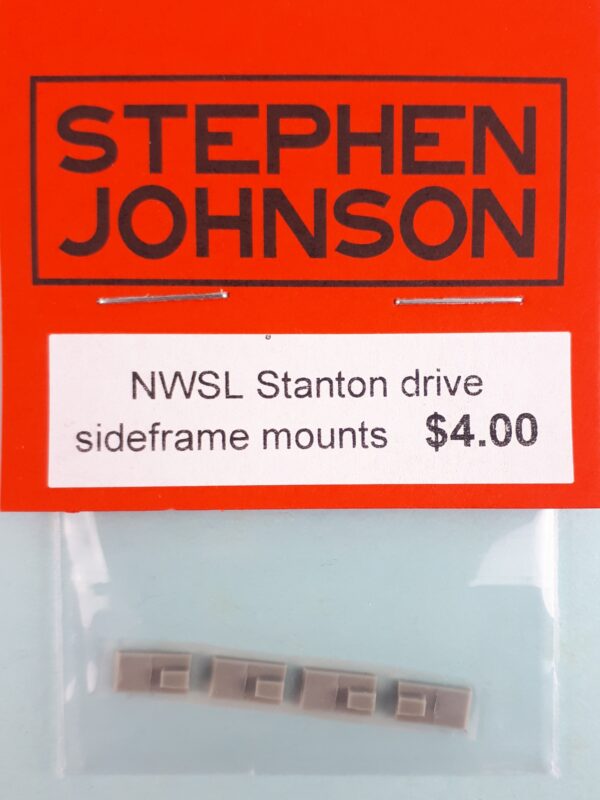 STEPHEN
JOHNSON
NWSL Stanton drive
sideframe mounts $4.00